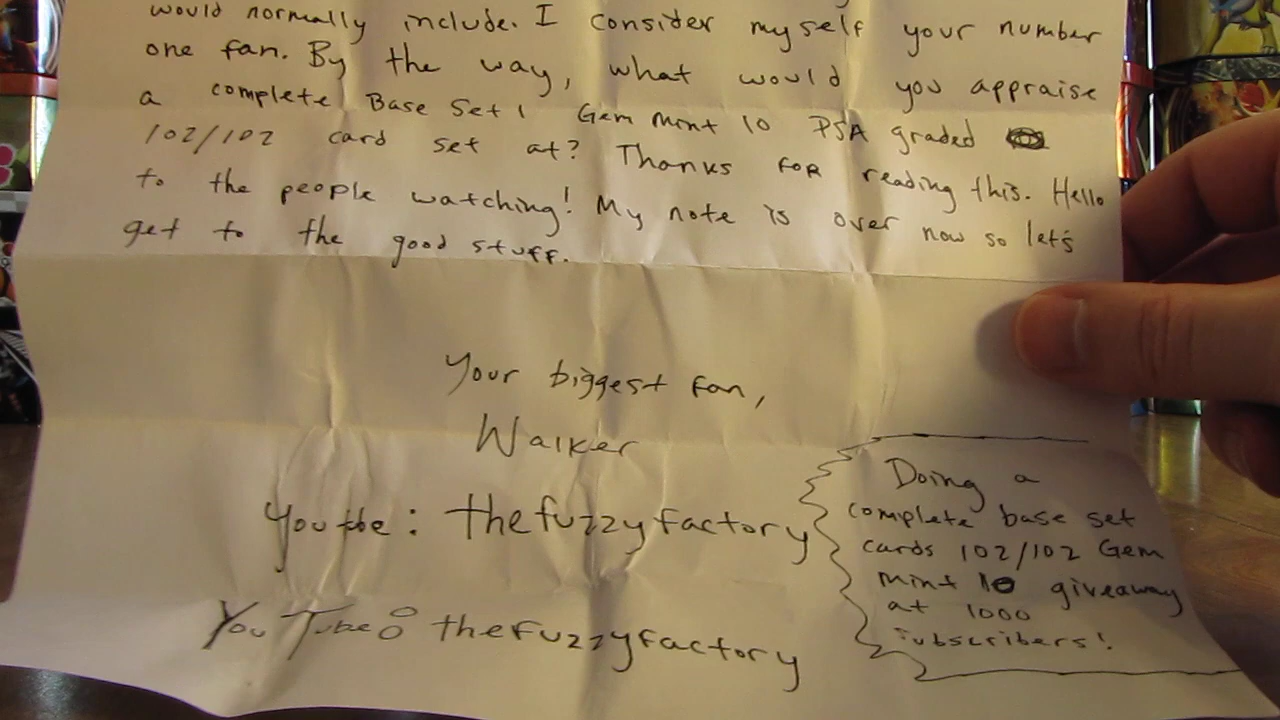 would normally include. I consider myself your number
one fan. By the way, what would you appraise
a complete Base Set 1 Gem Mint 10 PSA graded
102/102 card set at? Thanks for reading this. Hello
to the people watching! My note is over now so let's
get to the good stuff.
Your biggest fan,
Walker
Youtube: thefuzzyfactory
YouTube: thefuzzyfactory
Doing a
complete base set
cards 102/102 Gem
mint 10 giveaway
at 1000
subscribers!